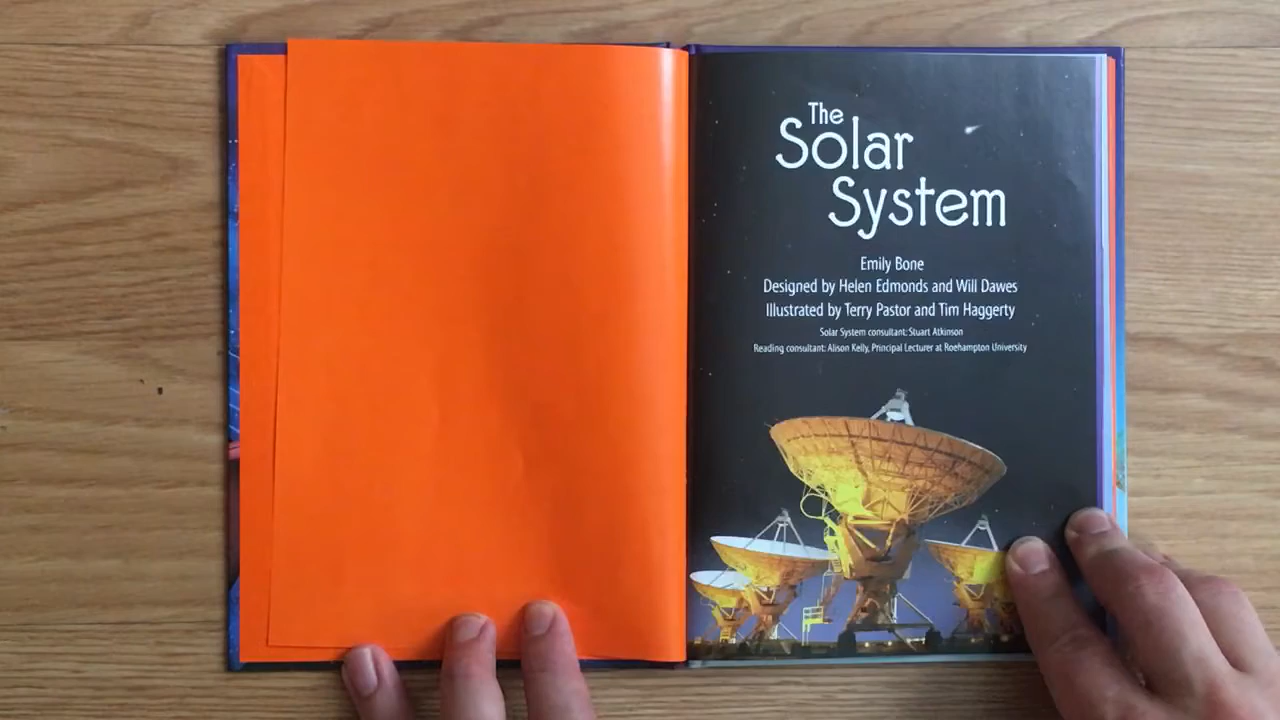 The
Solar
System
Emily Bone
Designed by Helen Edmonds and Will Dawes
Illustrated by Terry Pastor and Tim Haggerty
Solar System consultant: Stuart Atkinson
Reading consultant: Alison Kelly, Principal Lecturer at Roehampton University